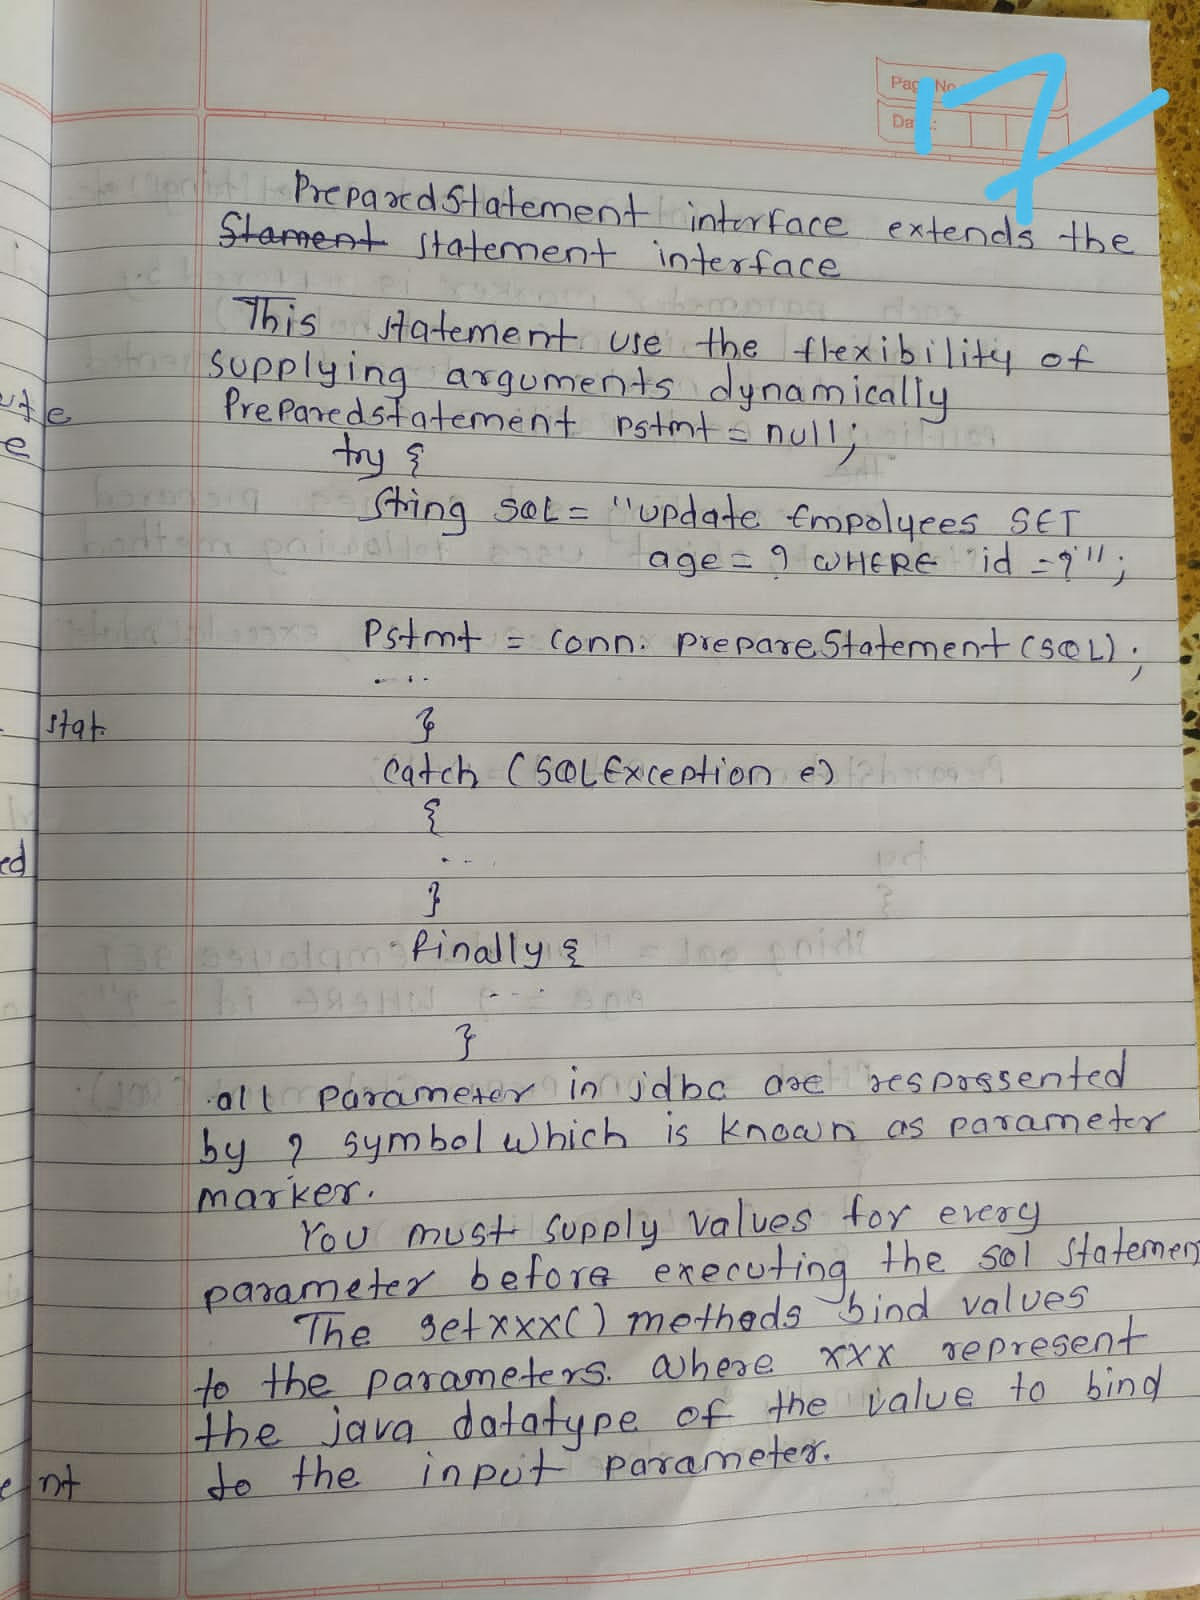 Page No.
Date:
17
PreparedStatement interface extends the
Stament statement interface
This statement use the flexibility of
supplying arguments dynamically
Preparedstatement pstmt = null;
try {
String SQL = "update Empolyees SET
age = ? WHERE id = ?";
Pstmt = conn. prepareStatement (SQL);
....
}
catch (SQLException e)
{
...
}
finally {
...
}
all parameter in jdbc are respressented
by ? symbol which is known as parameter
marker.
You must supply values for every
parameter before executing the sql statemen
The setxxx() methods bind values
to the parameters. where xxx represent
the java datatype of the value to bind
to the input parameter.
ute
e
stat.
ed
ent